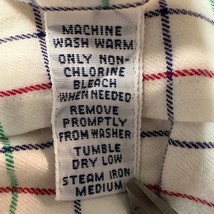 MACHINE
WASH WARM
ONLY NON-
CHLORINE
BLEACH
WHEN NEEDED
REMOVE
PROMPTLY
FROM WASHER
TUMBLE
DRY LOW
STEAM IRON
MEDIUM